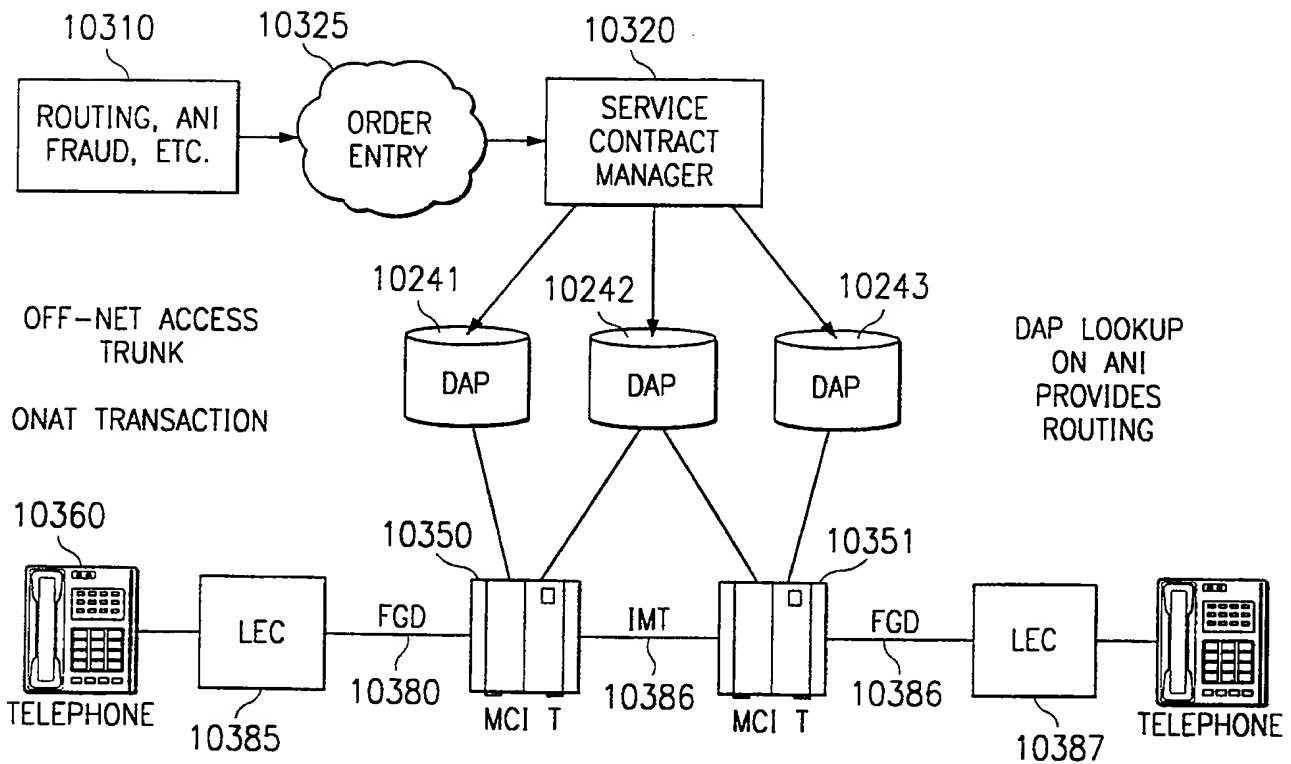 10310
10325
10320
ROUTING, ANI
FRAUD, ETC.
ORDER
ENTRY
SERVICE
CONTRACT
MANAGER
10241
10242
10243
OFF-NET ACCESS
TRUNK
ONAT TRANSACTION
DAP
DAP
DAP
DAP LOOKUP
ON ANI
PROVIDES
ROUTING
10360
10350
10351
LEC
FGD
IMT
FGD
LEC
TELEPHONE
10385
10380
MCI T
10386
MCI T
10386
10387
TELEPHONE